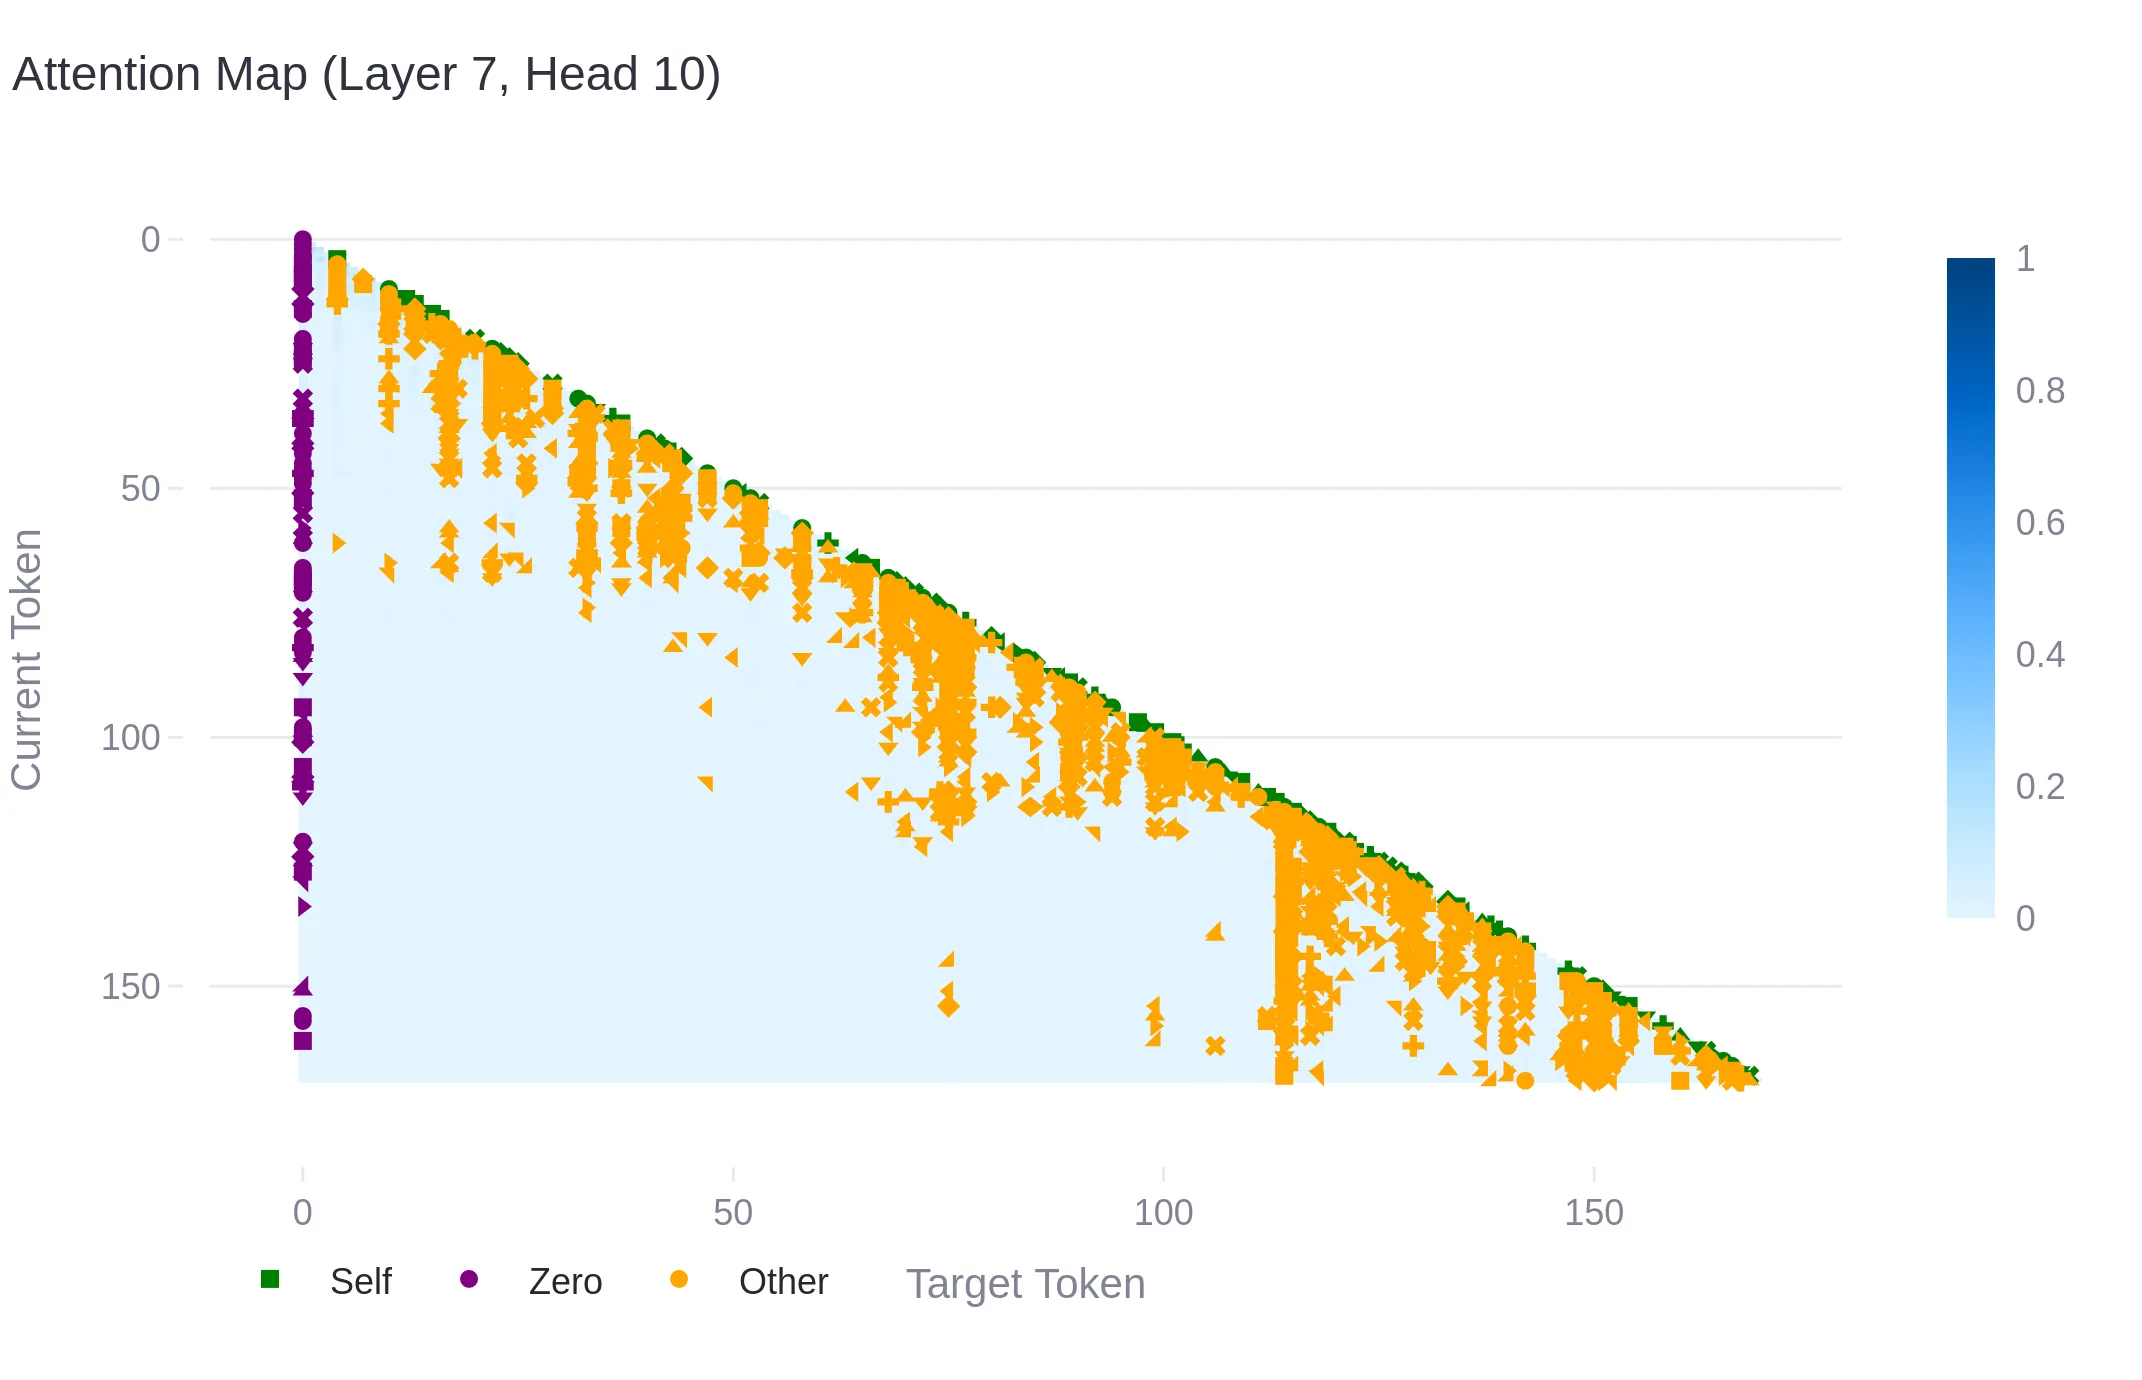 Attention Map (Layer 7, Head 10)
0
50
100
150
Current Token
1
0.8
0.6
0.4
0.2
0
0 50 100 150
Self Zero Other Target Token